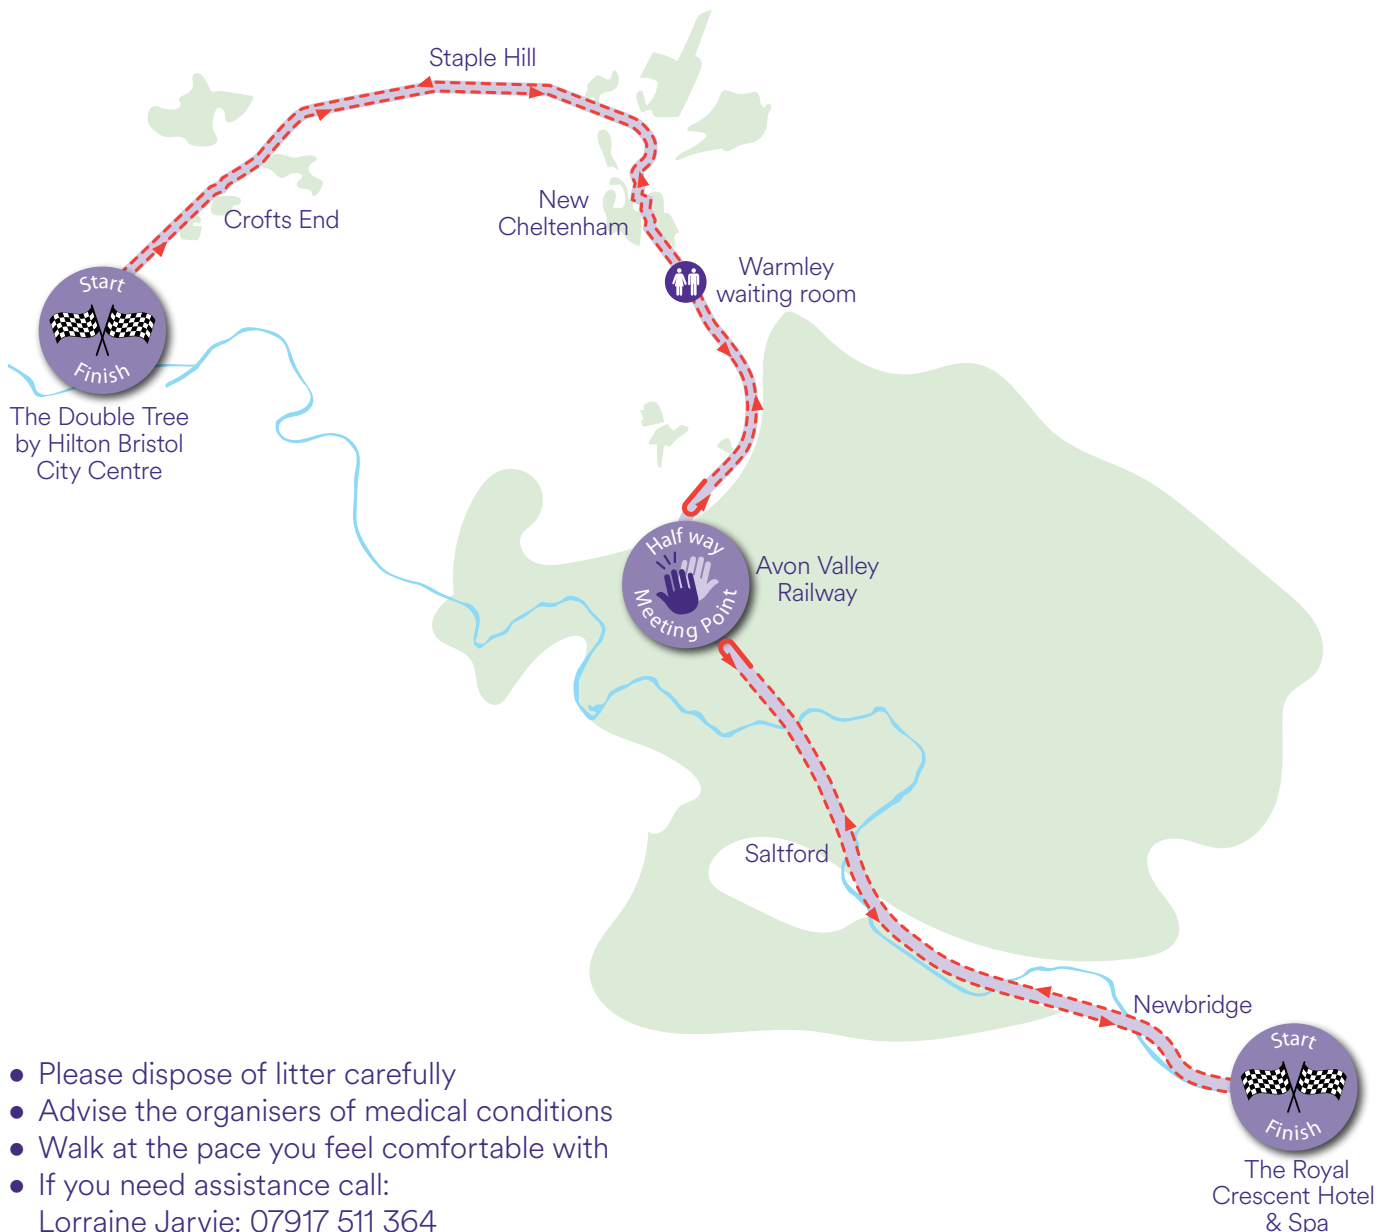 Staple Hill
Crofts End
New
Cheltenham
Warmley
waiting room
Start
Finish
The Double Tree
by Hilton Bristol
City Centre
Half way
Meeting Point
Avon Valley
Railway
Saltford
Newbridge
Start
Finish
The Royal
Crescent Hotel
& Spa
• Please dispose of litter carefully
• Advise the organisers of medical conditions
• Walk at the pace you feel comfortable with
• If you need assistance call:
Lorraine Jarvie: 07917 511 364